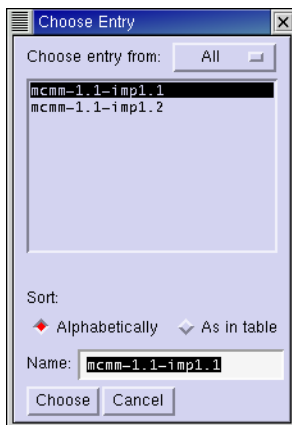 Choose Entry
Choose entry from: All
mcmm-1.1-imp1.1
mcmm-1.1-imp1.2
Sort:
Alphabetically As in table
Name: mcmm-1.1-imp1.1
Choose Cancel